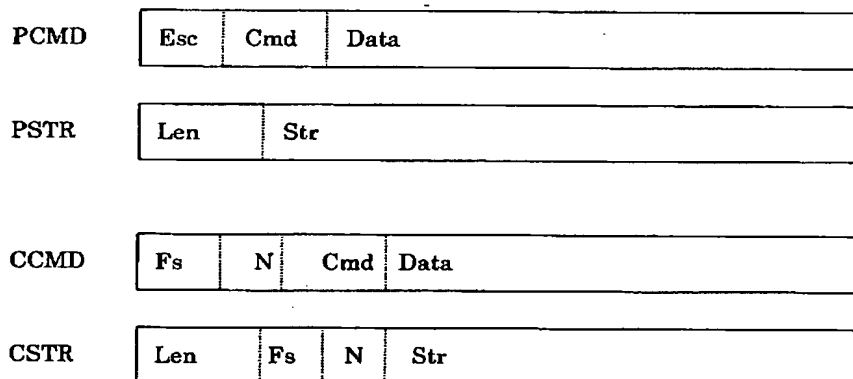 PCMD Esc Cmd Data
PSTR Len Str
CCMD Fs N Cmd Data
CSTR Len Fs N Str